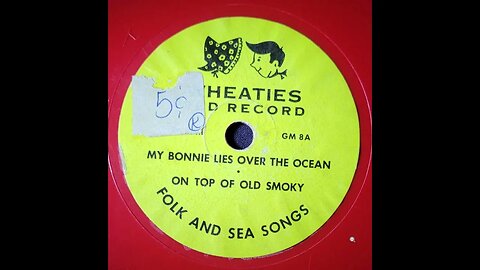 5¢
R
HEATIES
D RECORD
GM 8A
MY BONNIE LIES OVER THE OCEAN
ON TOP OF OLD SMOKY
FOLK AND SEA SONGS